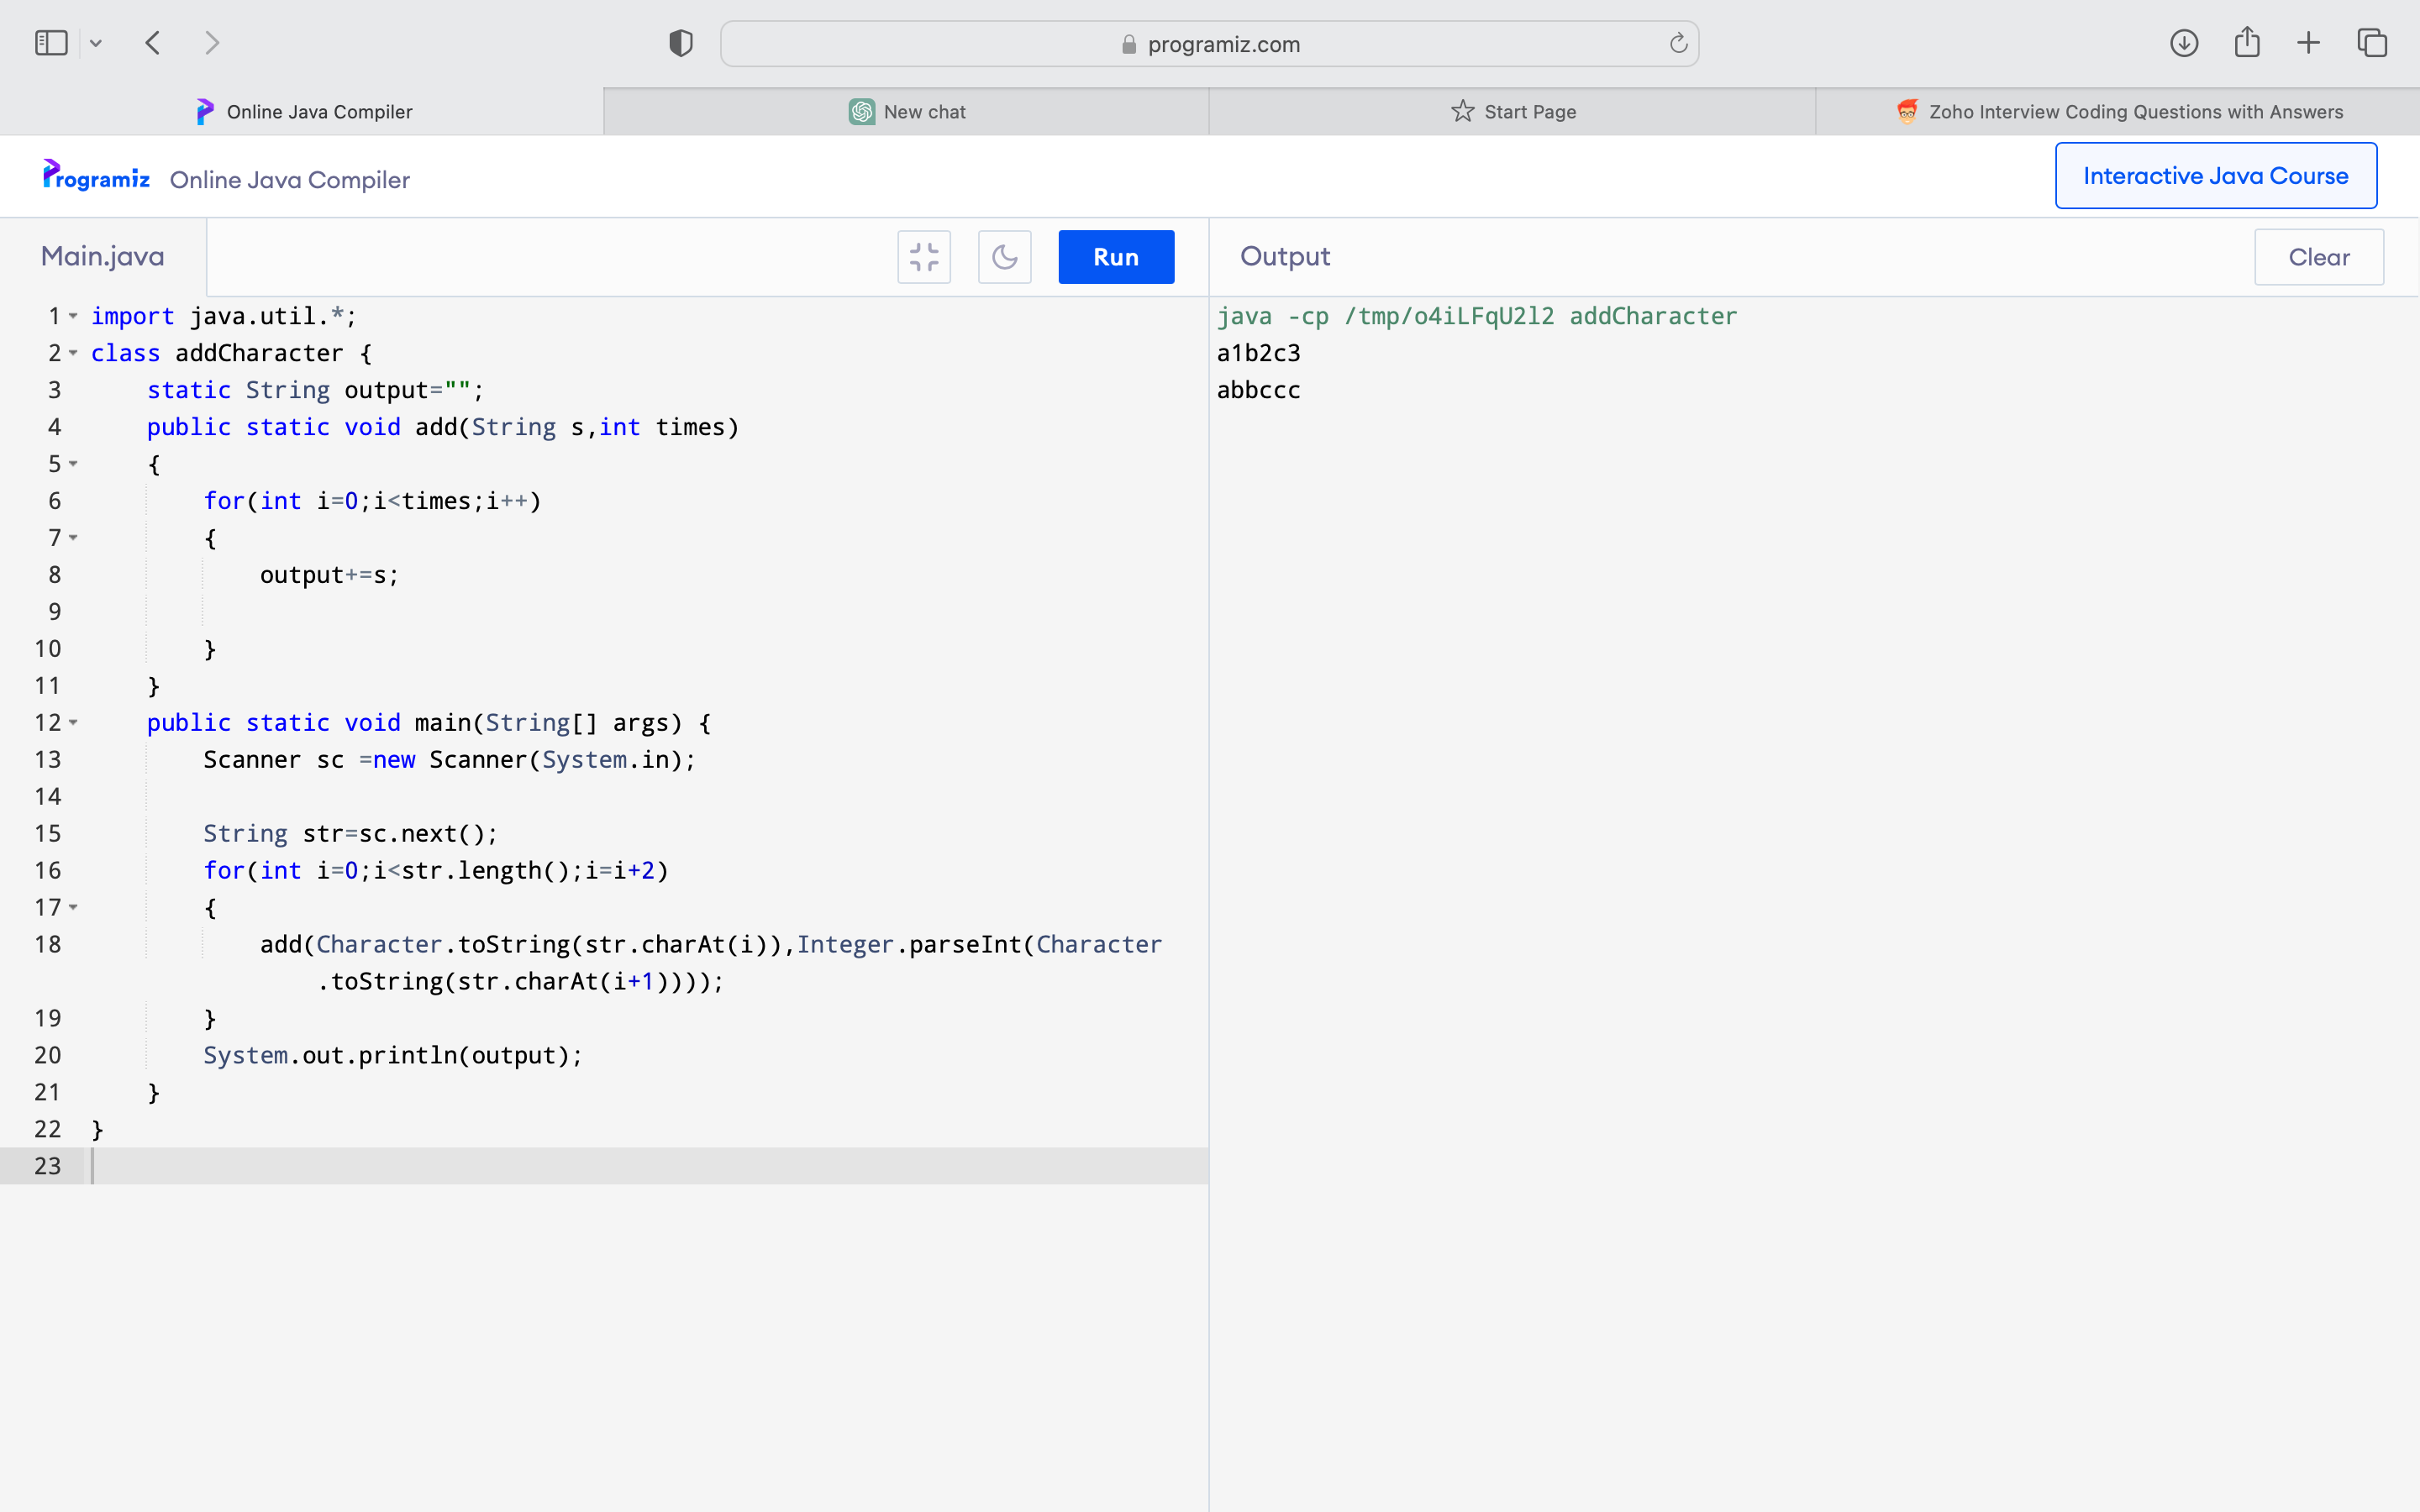 programiz.com
Online Java Compiler
New chat
Start Page
Zoho Interview Coding Questions with Answers
Programiz Online Java Compiler
Interactive Java Course
Main.java
Run
Output
Clear
1 import java.util.*;
2 class addCharacter {
3     static String output="";
4     public static void add(String s,int times)
5     {
6         for(int i=0;i<times;i++)
7         {
8             output+=s;
9
10         }
11     }
12     public static void main(String[] args) {
13         Scanner sc =new Scanner(System.in);
14
15         String str=sc.next();
16         for(int i=0;i<str.length();i=i+2)
17         {
18             add(Character.toString(str.charAt(i)),Integer.parseInt(Character
                .toString(str.charAt(i+1))));
19         }
20         System.out.println(output);
21     }
22 }
23
java -cp /tmp/o4iLFqU2l2 addCharacter
a1b2c3
abbccc